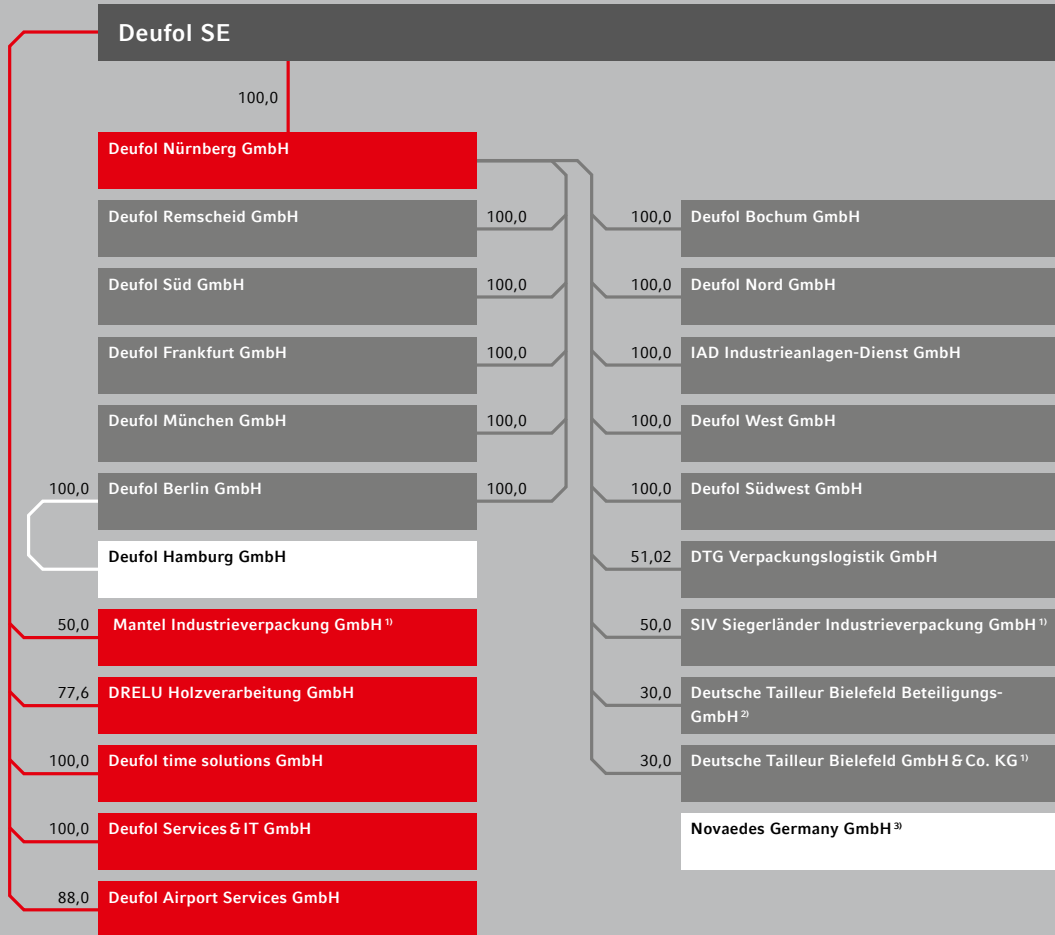 Deufol SE
100,0
Deufol Nürnberg GmbH
Deufol Remscheid GmbH 100,0 100,0 Deufol Bochum GmbH
Deufol Süd GmbH 100,0 100,0 Deufol Nord GmbH
Deufol Frankfurt GmbH 100,0 100,0 IAD Industrieanlagen-Dienst GmbH
Deufol München GmbH 100,0 100,0 Deufol West GmbH
100,0 Deufol Berlin GmbH 100,0 100,0 Deufol Südwest GmbH
Deufol Hamburg GmbH 51,02 DTG Verpackungslogistik GmbH
50,0 Mantel Industrieverpackung GmbH 1) 50,0 SIV Siegerländer Industrieverpackung GmbH 1)
77,6 DRELU Holzverarbeitung GmbH 30,0 Deutsche Tailleur Bielefeld Beteiligungs-
GmbH 2)
100,0 Deufol time solutions GmbH 30,0 Deutsche Tailleur Bielefeld GmbH & Co. KG 1)
100,0 Deufol Services & IT GmbH Novaedes Germany GmbH 3)
88,0 Deufol Airport Services GmbH